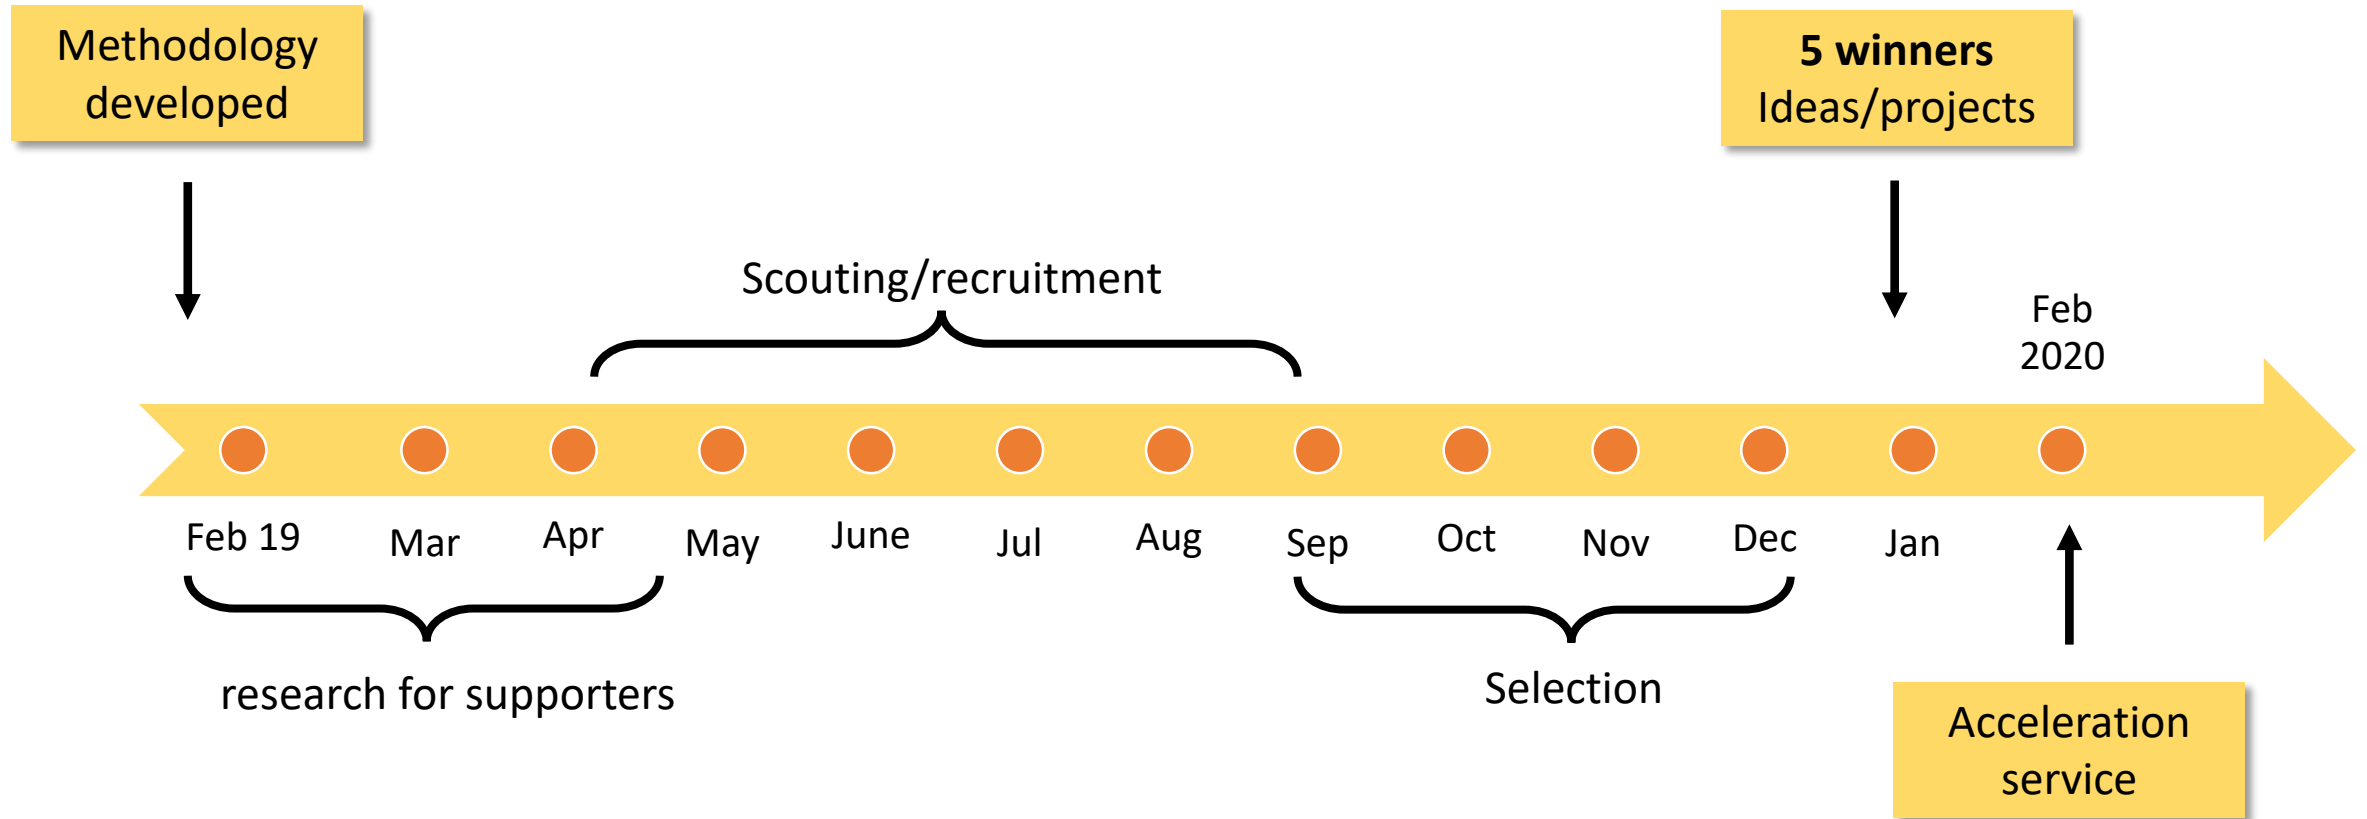 Methodology
developed
5 winners
Ideas/projects
Scouting/recruitment
Feb
2020
Feb 19
Mar
Apr
May
June
Jul
Aug
Sep
Oct
Nov
Dec
Jan
research for supporters
Selection
Acceleration
service